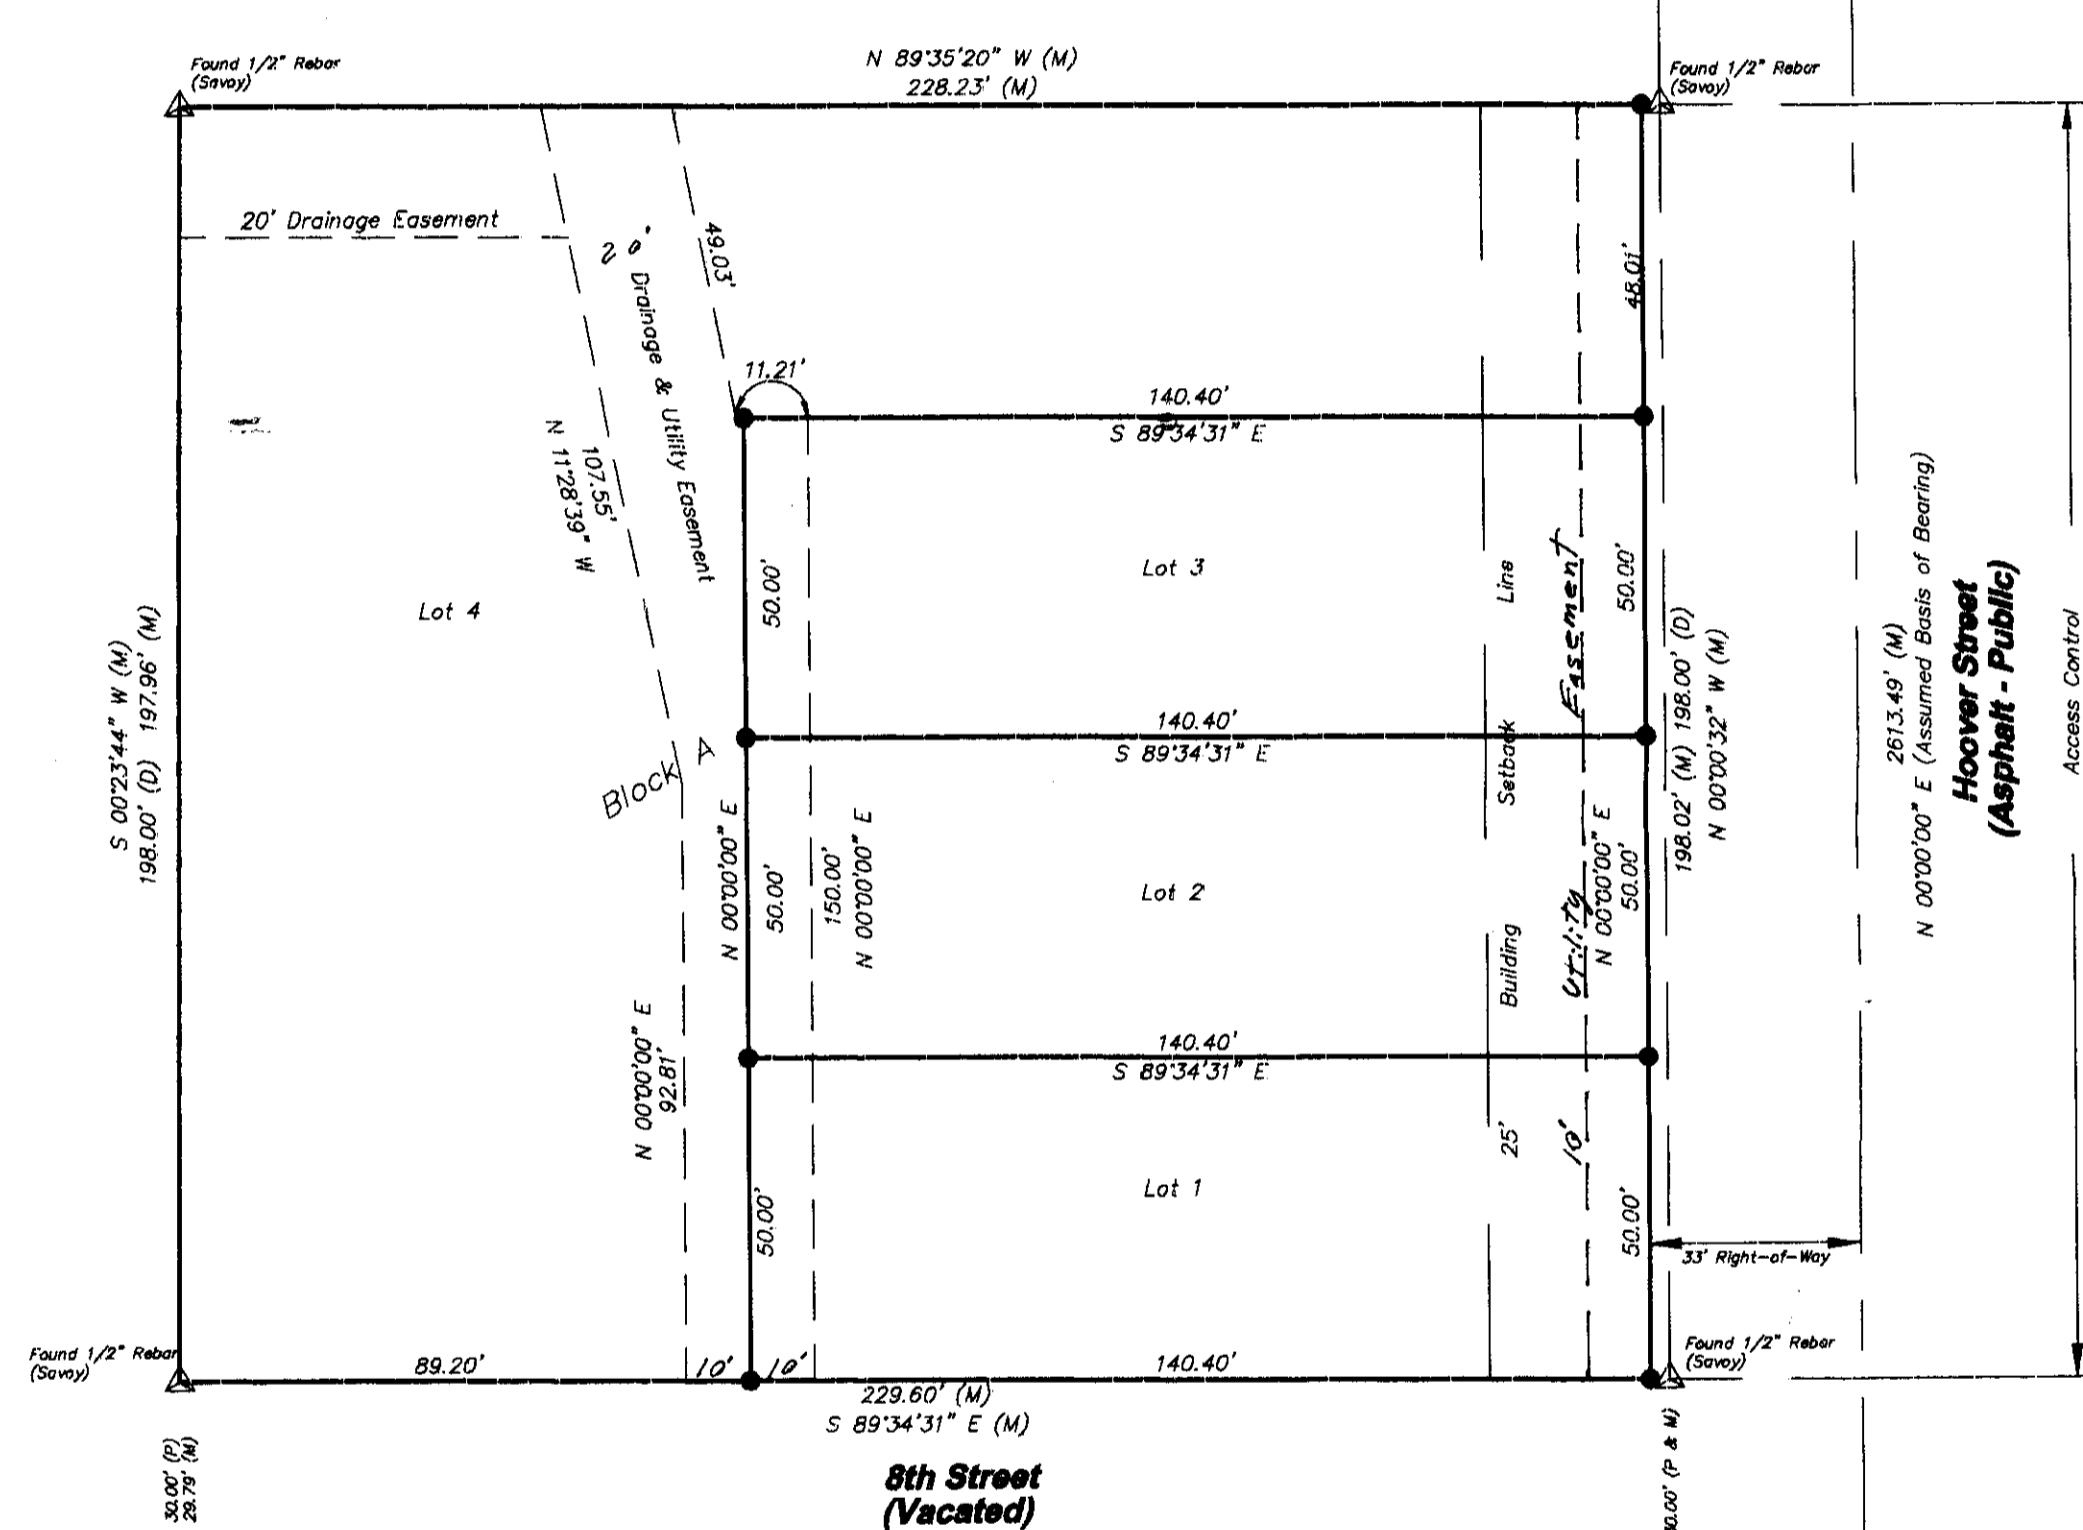 N 89°35'20" W (M)
228.23' (M)
Found 1/2" Rebar
(Savoy)
Found 1/2" Rebar
(Savoy)
20' Drainage Easement
20' Drainage & Utility Easement
49.03'
48.01'
11.21'
140.40'
S 89°34'31" E
107.55'
N 11°28'39" W
Lot 4
Lot 3
50.00'
50.00'
S 00°23'44" W (M)
198.00' (D) 197.96' (M)
140.40'
S 89°34'31" E
Block A
N 00°00'00" E
50.00'
150.00'
N 00°00'00" E
Lot 2
25' Building Setback Line
10' Utility Easement
N 00°00'00" E
50.00'
198.02' (M) 198.00' (D)
N 00°00'32" W (M)
2613.49' (M)
N 00°00'00" E (Assumed Basis of Bearing)
Hoover Street
(Asphalt - Public)
Access Control
N 00°00'00" E
92.81'
140.40'
S 89°34'31" E
Lot 1
50.00'
50.00'
33' Right-of-Way
Found 1/2" Rebar
(Savoy)
Found 1/2" Rebar
(Savoy)
89.20'
10'
10'
140.40'
229.60' (M)
S 89°34'31" E (M)
30.00' (P)
29.79' (M)
8th Street
(Vacated)
0.00' (P & M)